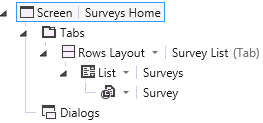 Screen | Surveys Home
Tabs
Rows Layout | Survey List (Tab)
List | Surveys
Survey
Dialogs